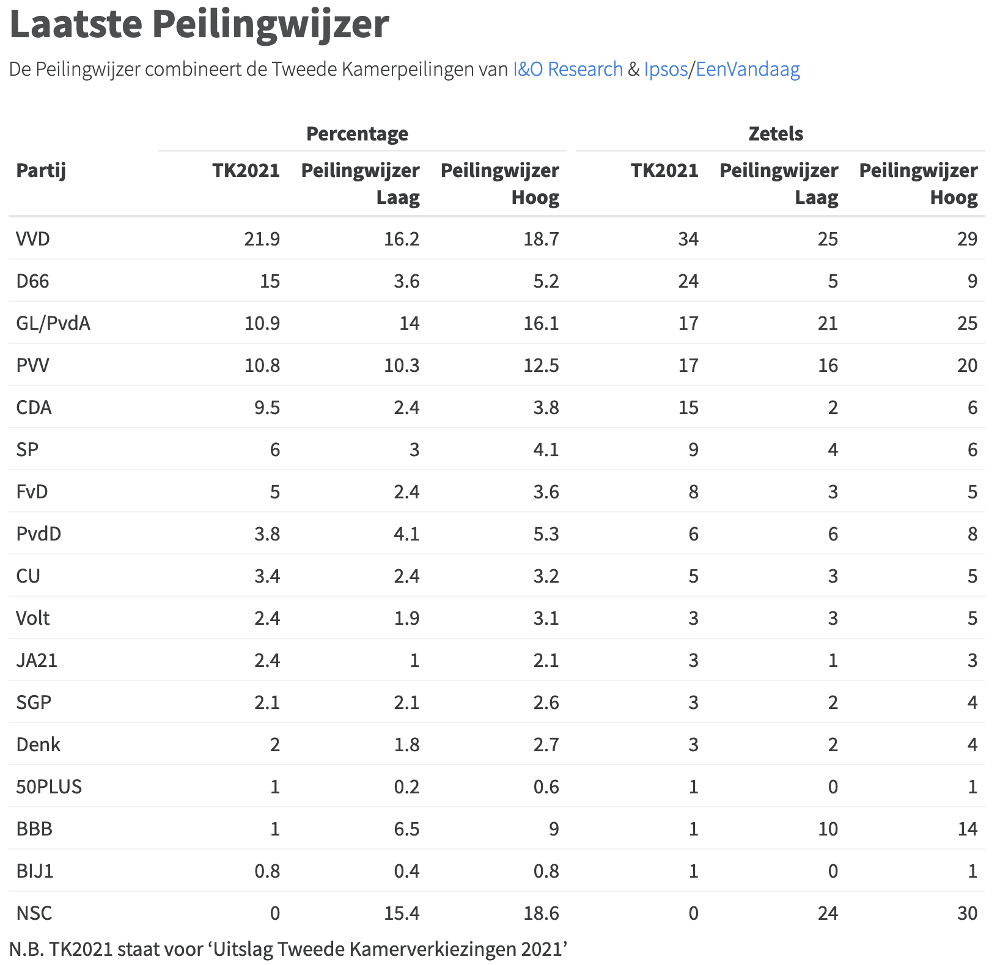 Laatste Peilingwijzer
De Peilingwijzer combineert de Tweede Kamerpeilingen van I&O Research & Ipsos/EenVandaag
Percentage Zetels
Partij TK2021 Peilingwijzer Peilingwijzer TK2021 Peilingwijzer Peilingwijzer
Laag Hoog Laag Hoog
VVD 21.9 16.2 18.7 34 25 29
D66 15 3.6 5.2 24 5 9
GL/PvdA 10.9 14 16.1 17 21 25
PVV 10.8 10.3 12.5 17 16 20
CDA 9.5 2.4 3.8 15 2 6
SP 6 3 4.1 9 4 6
FvD 5 2.4 3.6 8 3 5
PvdD 3.8 4.1 5.3 6 6 8
CU 3.4 2.4 3.2 5 3 5
Volt 2.4 1.9 3.1 3 3 5
JA21 2.4 1 2.1 3 1 3
SGP 2.1 2.1 2.6 3 2 4
Denk 2 1.8 2.7 3 2 4
50PLUS 1 0.2 0.6 1 0 1
BBB 1 6.5 9 1 10 14
BIJ1 0.8 0.4 0.8 1 0 1
NSC 0 15.4 18.6 0 24 30
N.B. TK2021 staat voor ‘Uitslag Tweede Kamerverkiezingen 2021’